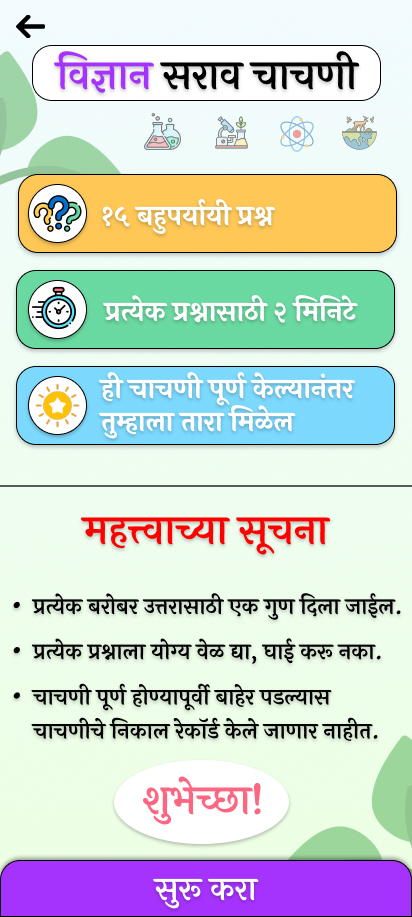 विज्ञान सराव चाचणी
१५ बहुपर्यायी प्रश्न
प्रत्येक प्रश्नासाठी २ मिनिटे
ही चाचणी पूर्ण केल्यानंतर
तुम्हाला तारा मिळेल
महत्त्वाच्या सूचना
• प्रत्येक बरोबर उत्तरासाठी एक गुण दिला जाईल.
• प्रत्येक प्रश्नाला योग्य वेळ द्या, घाई करू नका.
• चाचणी पूर्ण होण्यापूर्वी बाहेर पडल्यास
चाचणीचे निकाल रेकॉर्ड केले जाणार नाहीत.
शुभेच्छा!
सुरू करा